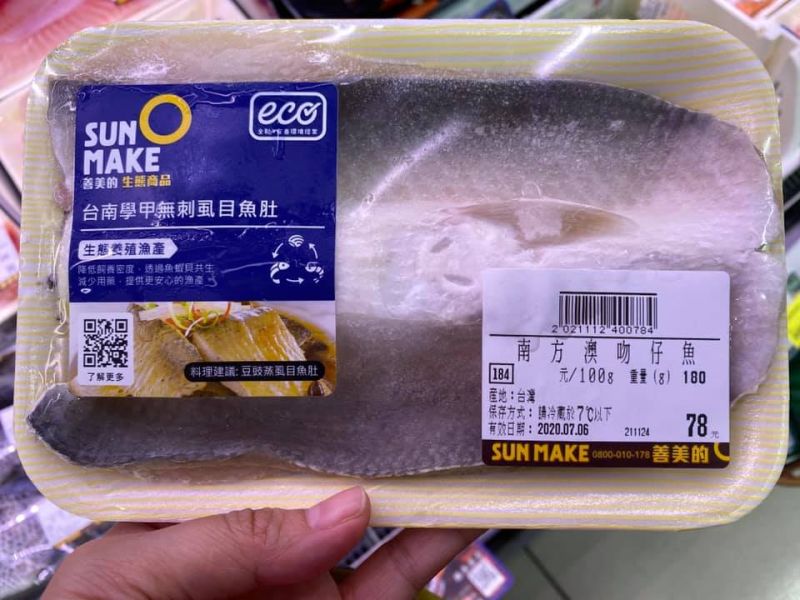 SUN
MAKE
善美的 生態商品
eco
台南學甲無刺虱目魚肚
生態養殖漁產
降低飼養密度，透過魚蝦貝共生
減少用藥，提供更安心的漁產。
了解更多
料理建議: 豆豉蒸虱目魚肚
2 021112 400784
南方澳吻仔魚
184 元/100g 重量(g) 180
產地：台灣
保存方式： 請冷藏於7℃以下
有效日期： 2020.07.06 211124 78元
SUN MAKE 0800-010-178 善美的